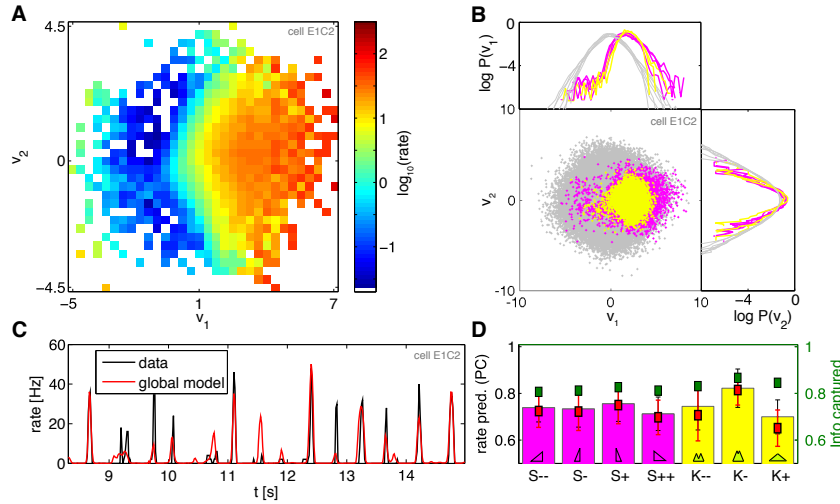 A
cell E1C2
4.5
0
−4.5
v2
−5
1
7
v1
2
1
0
−1
log10(rate)
B
0
−4
10
log P(v1)
cell E1C2
10
0
−10
v2
−10
0
10
v1
−4
0
log P(v2)
C
data
global model
cell E1C2
60
40
20
0
rate [Hz]
9
10
11
12
13
14
t [s]
D
1
0.8
0.6
rate pred. (PC)
1
0.8
0.6
Info captured
S--
S-
S+
S++
K--
K-
K+